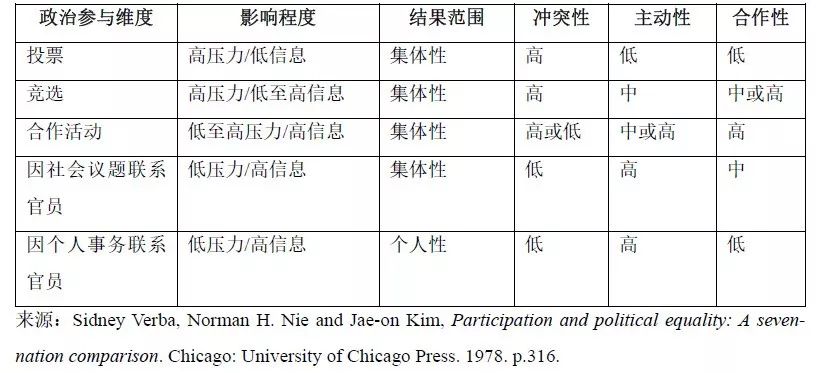 政治参与维度 影响程度 结果范围 冲突性 主动性 合作性
投票 高压力/低信息 集体性 高 低 低
竞选 高压力/低至高信息 集体性 高 中 中或高
合作活动 低至高压力/高信息 集体性 高或低 中或高 高
因社会议题联系 低压力/高信息 集体性 低 高 中
官员
因个人事务联系 低压力/高信息 个人性 低 高 低
官员
来源：Sidney Verba, Norman H. Nie and Jae-on Kim, Participation and political equality: A seven-
nation comparison. Chicago: University of Chicago Press. 1978. p.316.